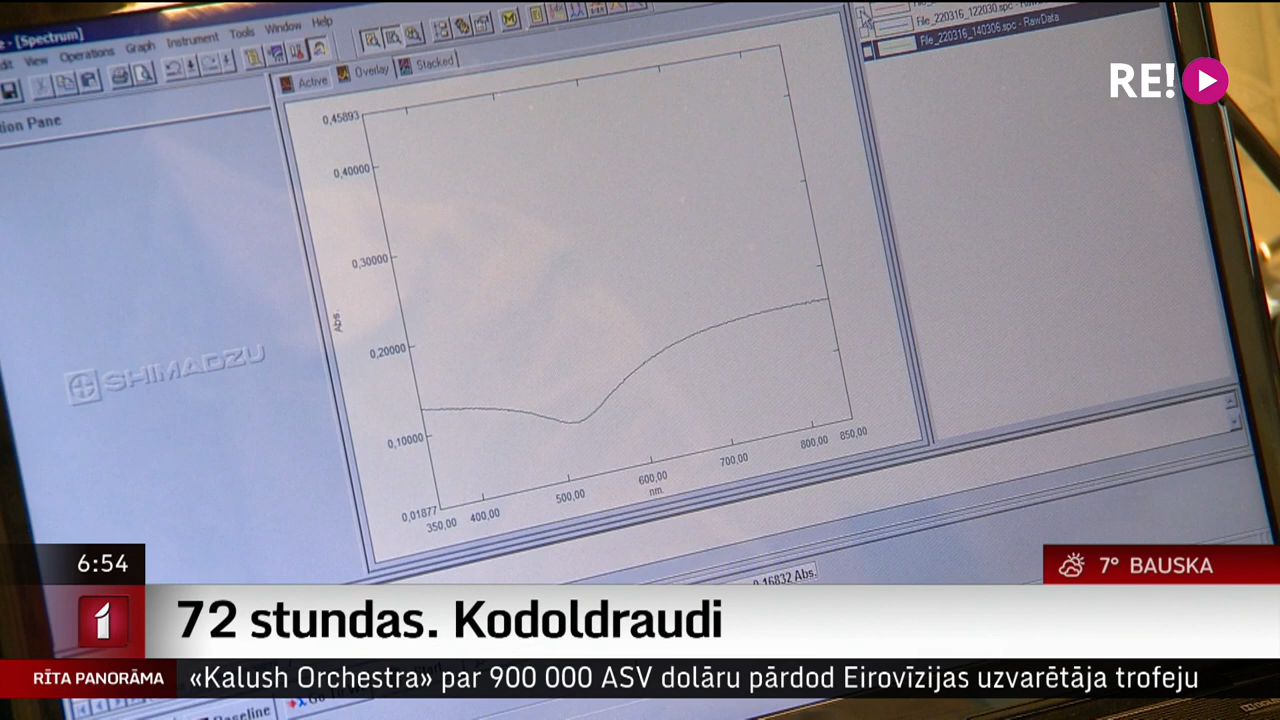 [Spectrum]
View Operations Graph Instrument Tools Window Help
Active Overlay Stacked
File_220316_122030.spc - RawData
File_220316_140306.spc - RawData
RE!
ion Pane
0,45893
0,40000
0,30000
Abs.
0,20000
0,10000
0,01877
350,00 400,00 500,00 600,00 700,00 800,00 850,00
nm.
SHIMADZU
6:54
7° BAUSKA
0,16832 Abs.
1
72 stundas. Kodoldraudi
RĪTA PANORĀMA
«Kalush Orchestra» par 900 000 ASV dolāru pārdod Eirovīzijas uzvarētāja trofeju
Baseline